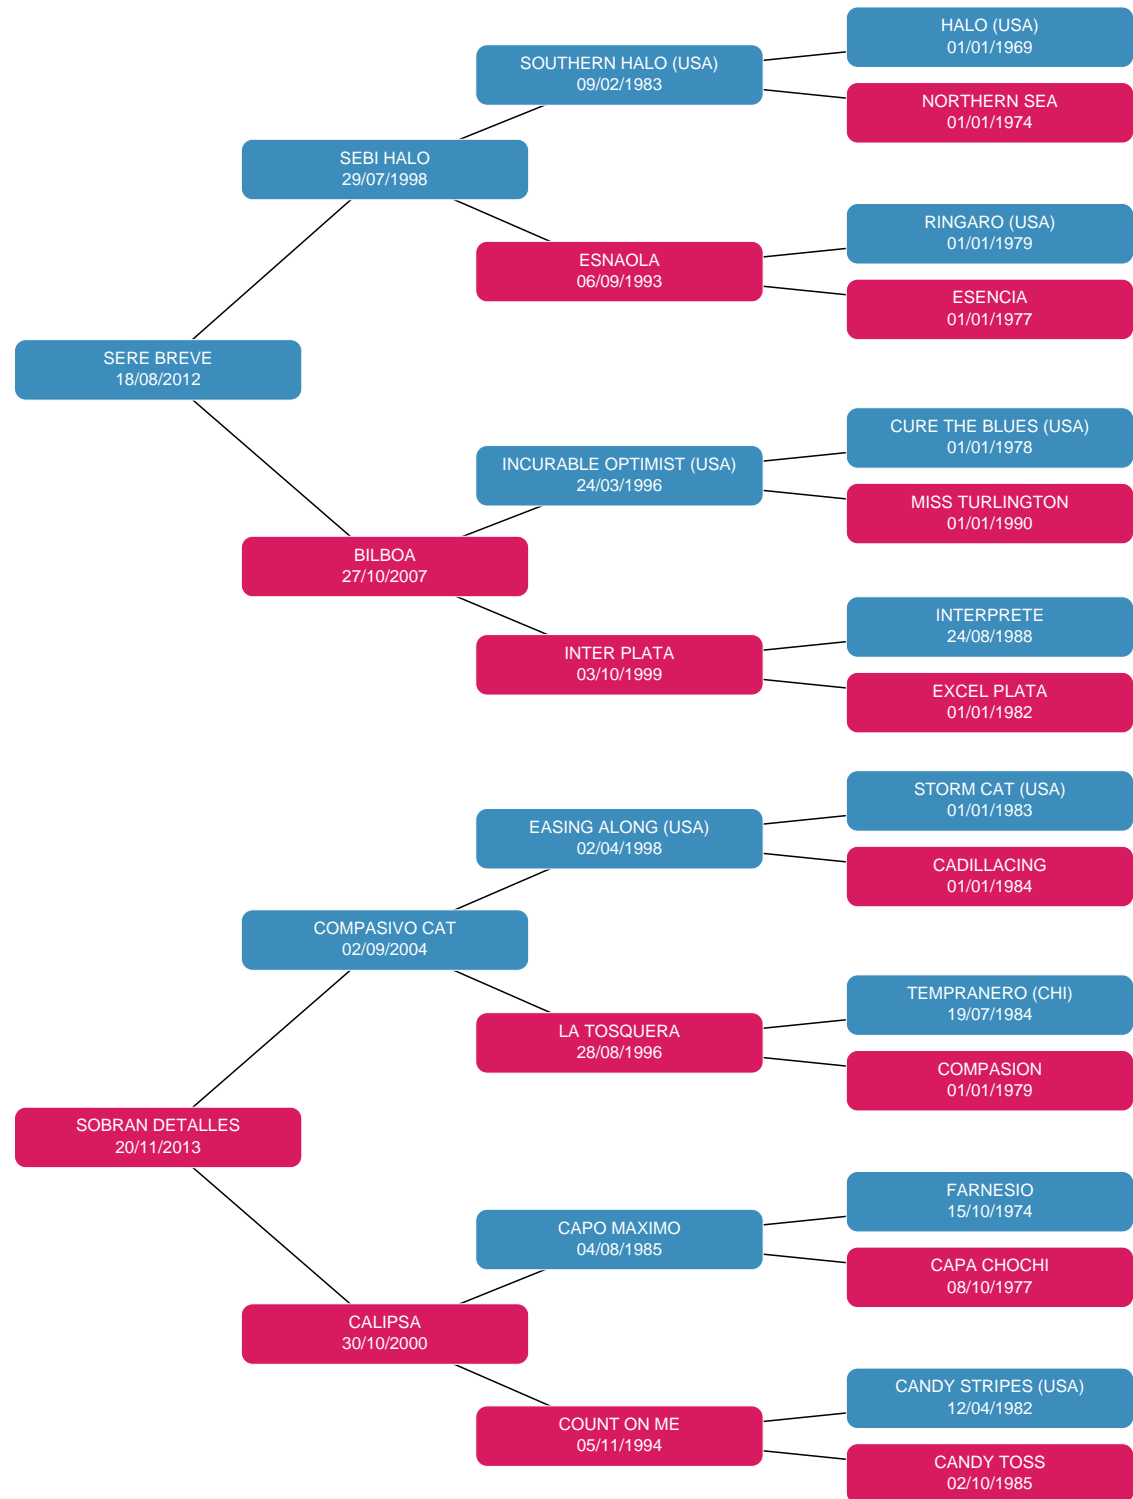 HALO (USA)
01/01/1969
SOUTHERN HALO (USA)
09/02/1983
NORTHERN SEA
01/01/1974
SEBI HALO
29/07/1998
RINGARO (USA)
01/01/1979
ESNAOLA
06/09/1993
ESENCIA
01/01/1977
SERE BREVE
18/08/2012
CURE THE BLUES (USA)
01/01/1978
INCURABLE OPTIMIST (USA)
24/03/1996
MISS TURLINGTON
01/01/1990
BILBOA
27/10/2007
INTERPRETE
24/08/1988
INTER PLATA
03/10/1999
EXCEL PLATA
01/01/1982
STORM CAT (USA)
01/01/1983
EASING ALONG (USA)
02/04/1998
CADILLACING
01/01/1984
COMPASIVO CAT
02/09/2004
TEMPRANERO (CHI)
19/07/1984
LA TOSQUERA
28/08/1996
COMPASION
01/01/1979
SOBRAN DETALLES
20/11/2013
FARNESIO
15/10/1974
CAPO MAXIMO
04/08/1985
CAPA CHOCHI
08/10/1977
CALIPSA
30/10/2000
CANDY STRIPES (USA)
12/04/1982
COUNT ON ME
05/11/1994
CANDY TOSS
02/10/1985